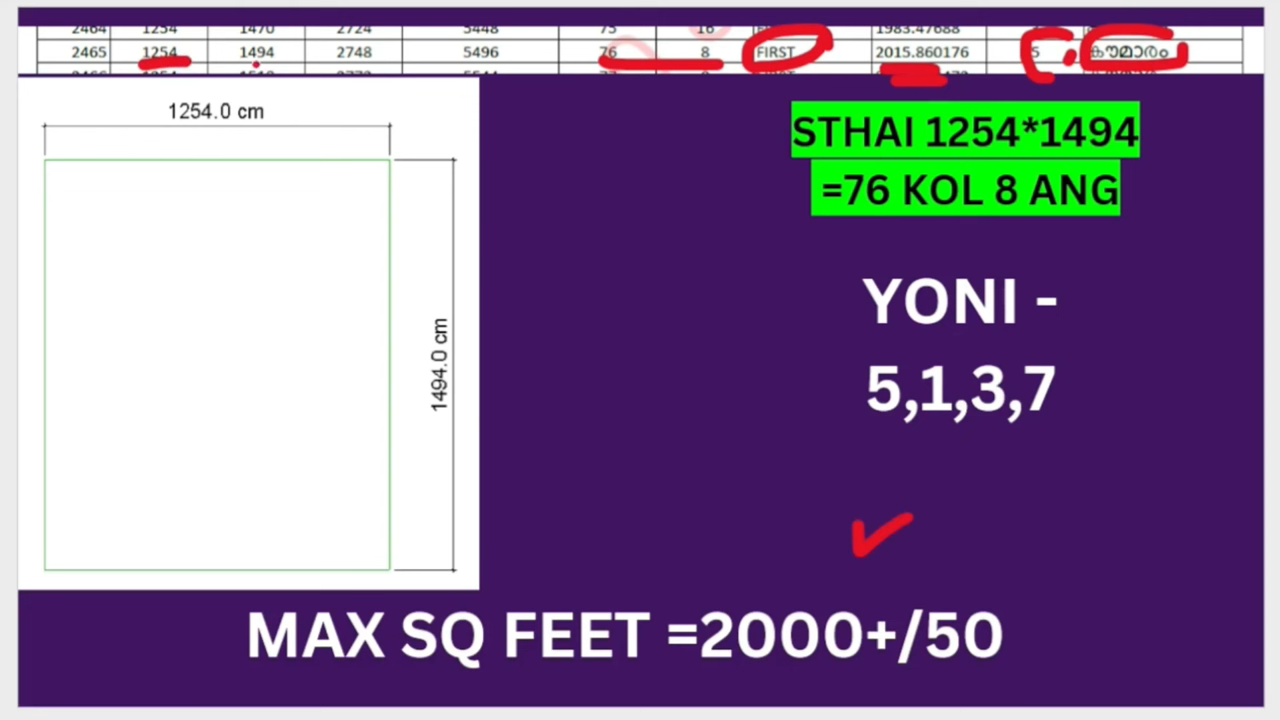 2464 1254 1470 2724 5448 75 16 1983.47688
2465 1254 1494 2748 5496 76 8 FIRST 2015.860176 5 കൗമാരം
1254.0 cm
1494.0 cm
STHAI 1254*1494
=76 KOL 8 ANG
YONI -
5,1,3,7
MAX SQ FEET =2000+/50